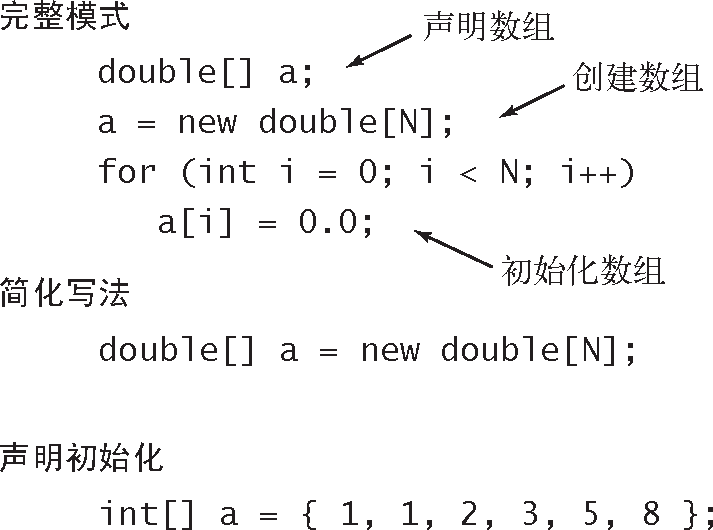 完整模式
声明数组
double[] a;
创建数组
a = new double[N];
for (int i = 0; i < N; i++)
a[i] = 0.0;
初始化数组
简化写法
double[] a = new double[N];
声明初始化
int[] a = { 1, 1, 2, 3, 5, 8 };